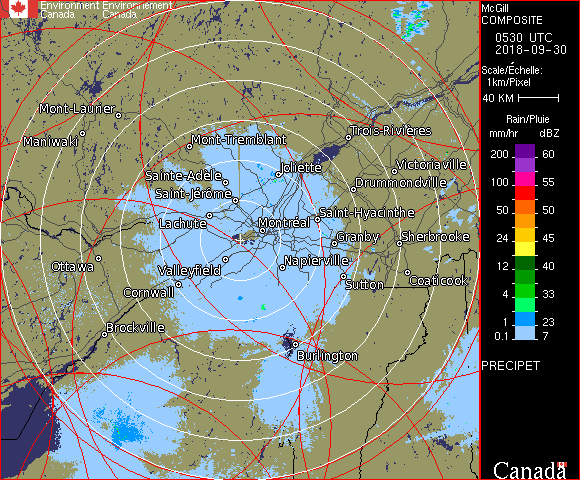 Environment Environnement
Canada Canada
McGill
COMPOSITE
0530 UTC
2018-09-30
Scale/Échelle:
1km/Pixel
40 KM
Rain/Pluie
mm/hr dBZ
200 60
100 55
50 50
24 45
12 40
4 33
1 23
0.1 7
PRECIPET
Canada
Mont-Laurier
Maniwaki
Mont-Tremblant
Trois-Rivières
Sainte-Adèle
Joliette
Victoriaville
Saint-Jérôme
Drummondville
Lachute
Montréal
Saint-Hyacinthe
Granby
Sherbrooke
Ottawa
Valleyfield
Napierville
Cornwall
Sutton
Coaticook
Brockville
Burlington